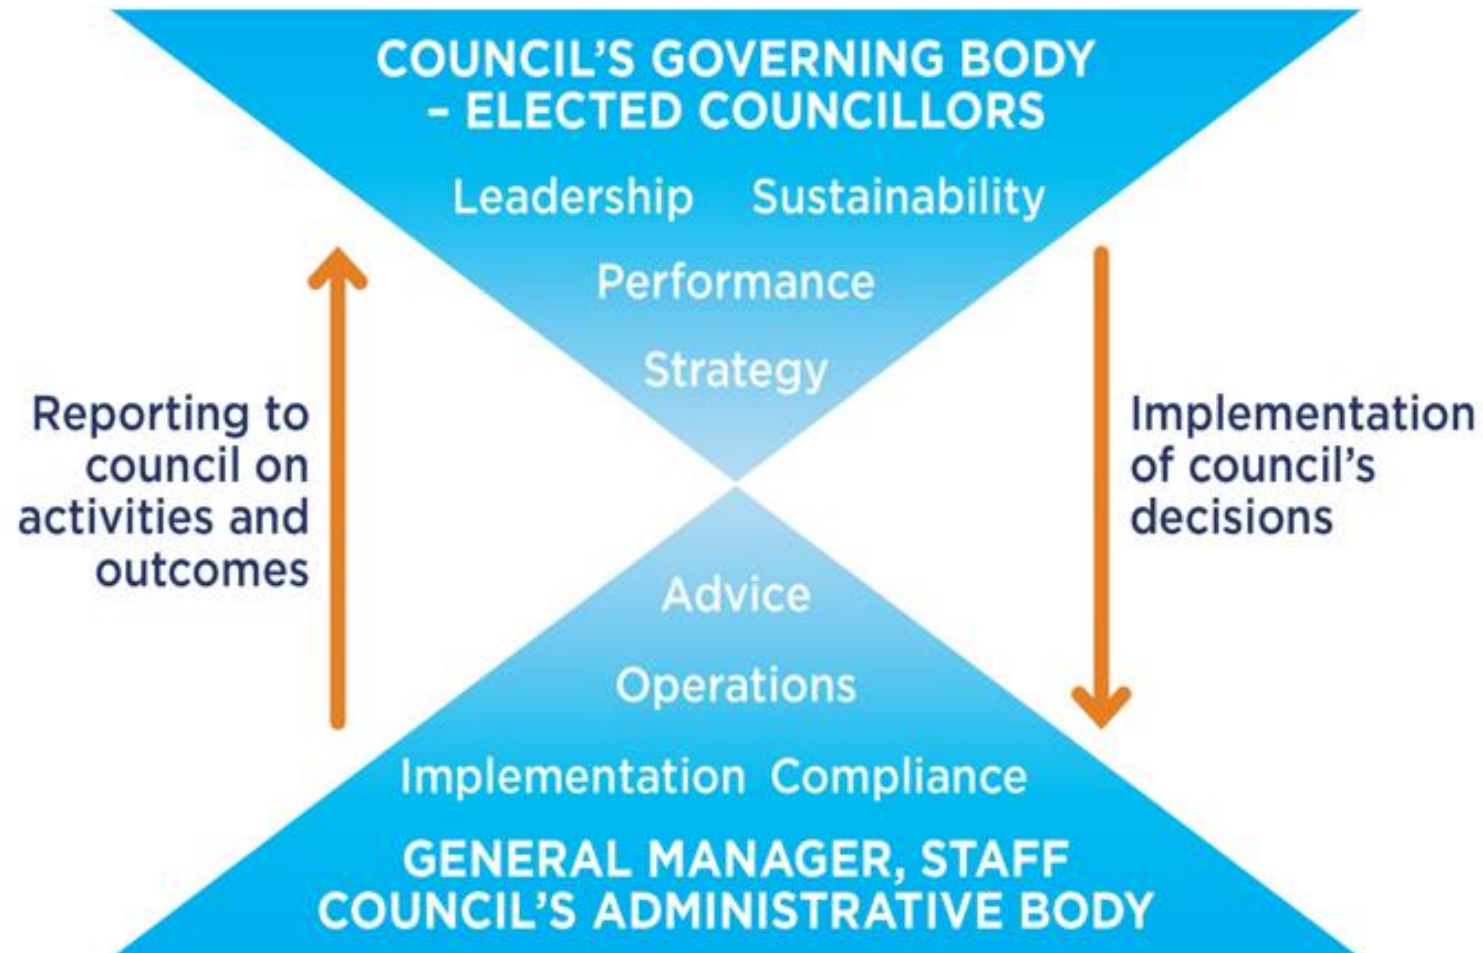 COUNCIL'S GOVERNING BODY
– ELECTED COUNCILLORS
Leadership Sustainability
Performance
Strategy
Reporting to
council on
activities and
outcomes
Implementation
of council's
decisions
Advice
Operations
Implementation Compliance
GENERAL MANAGER, STAFF
COUNCIL'S ADMINISTRATIVE BODY